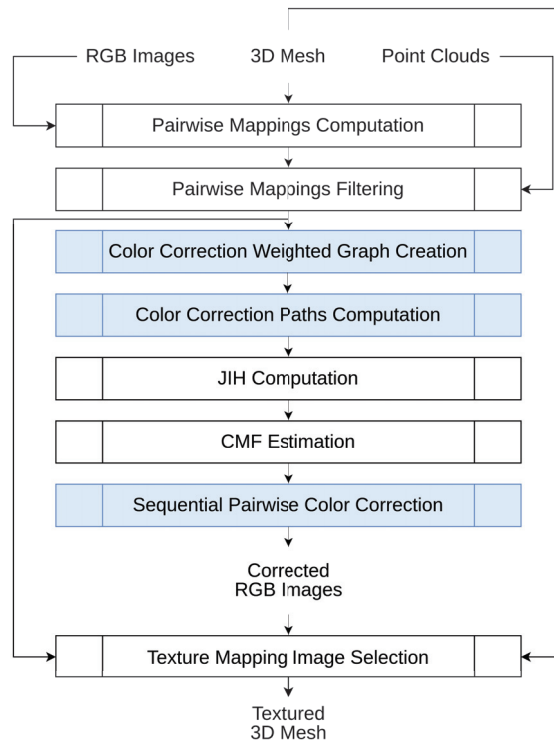 RGB Images 3D Mesh Point Clouds
Pairwise Mappings Computation
Pairwise Mappings Filtering
Color Correction Weighted Graph Creation
Color Correction Paths Computation
JIH Computation
CMF Estimation
Sequential Pairwise Color Correction
Corrected
RGB Images
Texture Mapping Image Selection
Textured
3D Mesh